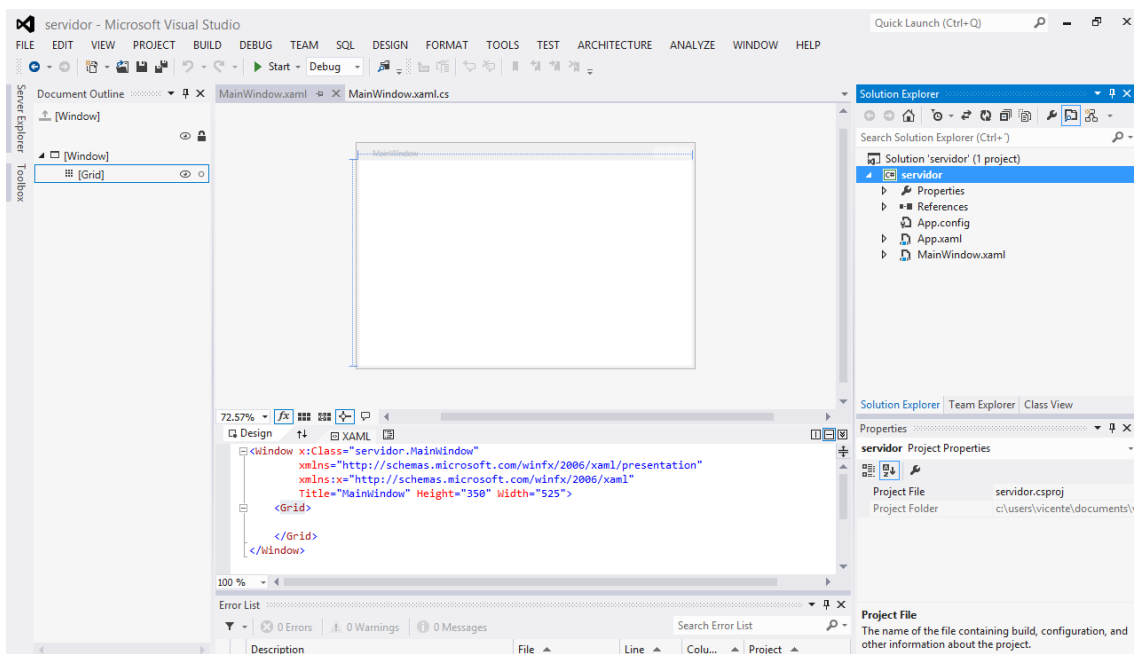 servidor - Microsoft Visual Studio
Quick Launch (Ctrl+Q)
FILE EDIT VIEW PROJECT BUILD DEBUG TEAM SQL DESIGN FORMAT TOOLS TEST ARCHITECTURE ANALYZE WINDOW HELP
Start Debug
Server Explorer
Toolbox
Document Outline
[Window]
[Window]
[Grid]
MainWindow.xaml MainWindow.xaml.cs
MainWindow
72.57%
Design XAML
<Window x:Class="servidor.MainWindow"
xmlns="http://schemas.microsoft.com/winfx/2006/xaml/presentation"
xmlns:x="http://schemas.microsoft.com/winfx/2006/xaml"
Title="MainWindow" Height="350" Width="525">
<Grid>
</Grid>
</Window>
100 %
Error List
0 Errors 0 Warnings 0 Messages
Search Error List
Description File Line Colu... Project
Solution Explorer
Search Solution Explorer (Ctrl+´)
Solution 'servidor' (1 project)
C# servidor
Properties
References
App.config
App.xaml
MainWindow.xaml
Solution Explorer Team Explorer Class View
Properties
servidor Project Properties
Project File servidor.csproj
Project Folder c:\users\vicente\documents\
Project File
The name of the file containing build, configuration, and
other information about the project.